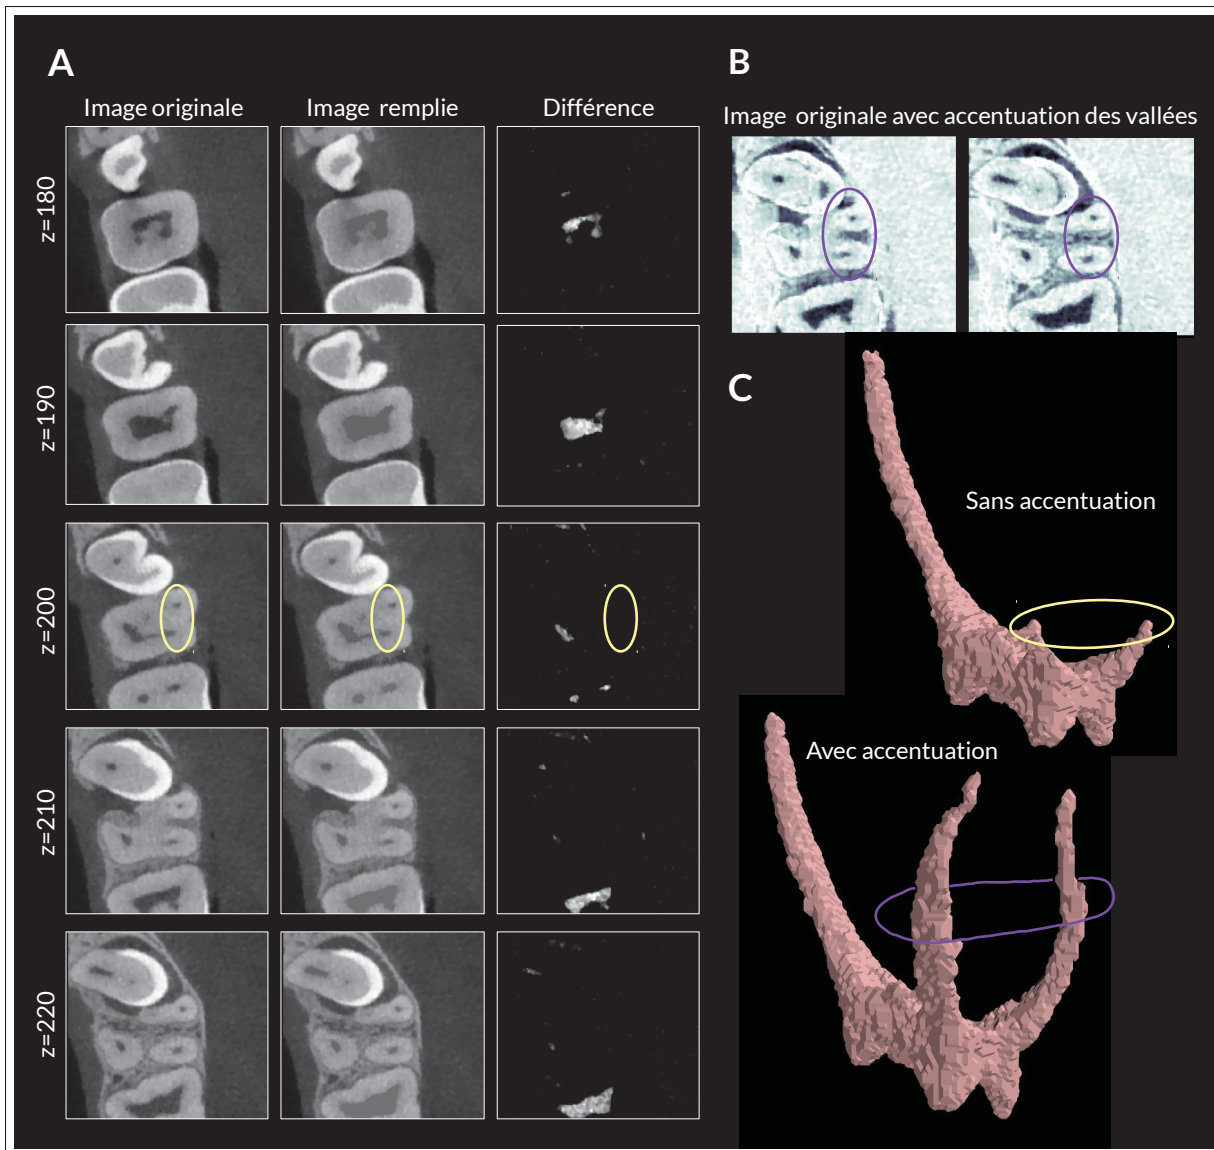 A
Image originale
Image remplie
Différence
z=180
z=190
z=200
z=210
z=220
B
Image originale avec accentuation des vallées
C
Sans accentuation
Avec accentuation